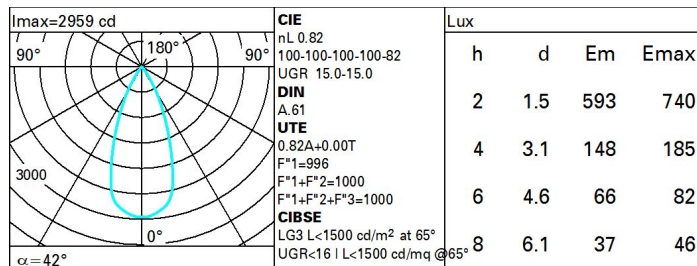 Imax=2959 cd
90° 180° 90°
3000
0°
α=42°
CIE
nL 0.82
100-100-100-100-82
UGR 15.0-15.0
DIN
A.61
UTE
0.82A+0.00T
F"1=996
F"1+F"2=1000
F"1+F"2+F"3=1000
CIBSE
LG3 L<1500 cd/m² at 65°
UGR<16 | L<1500 cd/mq @65°
Lux
h d Em Emax
2 1.5 593 740
4 3.1 148 185
6 4.6 66 82
8 6.1 37 46